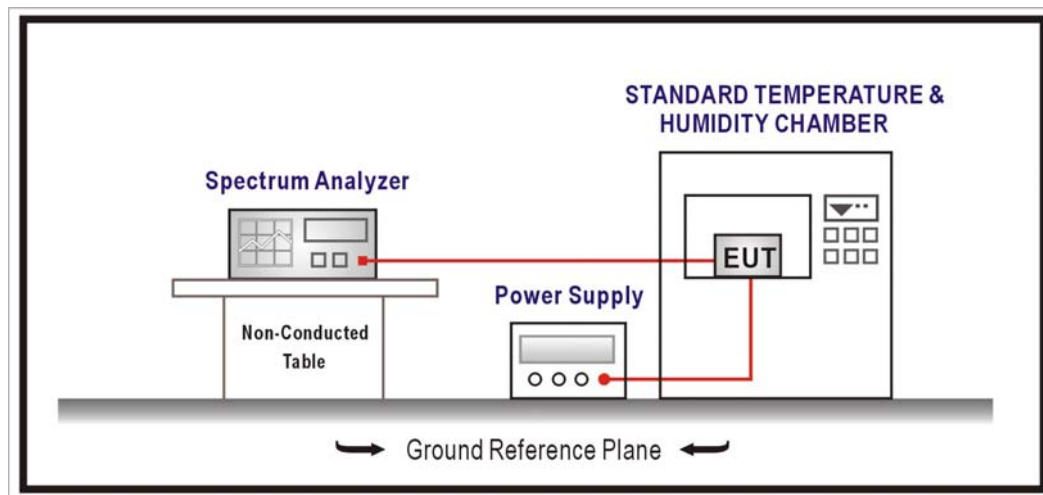 STANDARD TEMPERATURE &
HUMIDITY CHAMBER
Spectrum Analyzer
EUT
Power Supply
Non-Conducted
Table
Ground Reference Plane